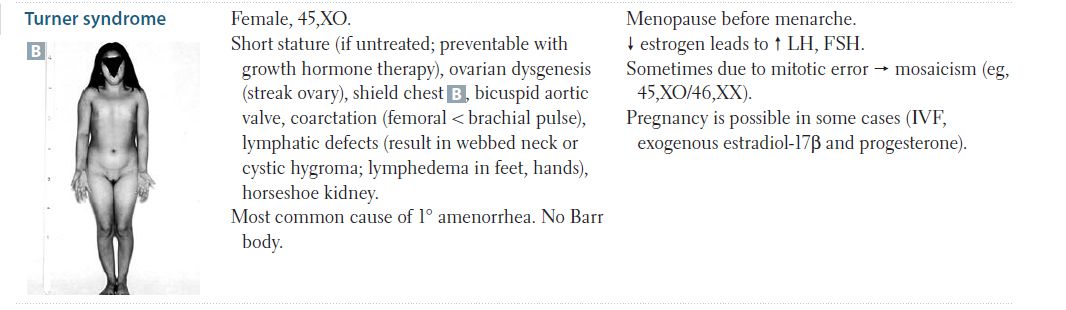 Turner syndrome
B
Female, 45,XO.
Short stature (if untreated; preventable with
growth hormone therapy), ovarian dysgenesis
(streak ovary), shield chest B, bicuspid aortic
valve, coarctation (femoral < brachial pulse),
lymphatic defects (result in webbed neck or
cystic hygroma; lymphedema in feet, hands),
horseshoe kidney.
Most common cause of 1° amenorrhea. No Barr
body.
Menopause before menarche.
↓ estrogen leads to ↑ LH, FSH.
Sometimes due to mitotic error → mosaicism (eg,
45,XO/46,XX).
Pregnancy is possible in some cases (IVF,
exogenous estradiol-17β and progesterone).